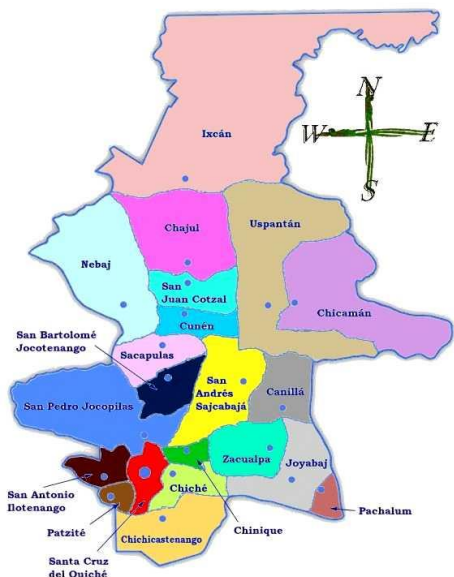 N
W E
S
Ixcán
Chajul
Uspantán
Nebaj
San
Juan Cotzal
Chicamán
Cunén
San Bartolomé
Jocotenango
Sacapulas
San
Andrés
Sajcabajá
Canillá
San Pedro Jocopilas
Zacualpa
Joyabaj
San Antonio
Ilotenango
Chiché
Patzité
Chinique
Pachalum
Santa Cruz
del Quiché
Chichicastenango